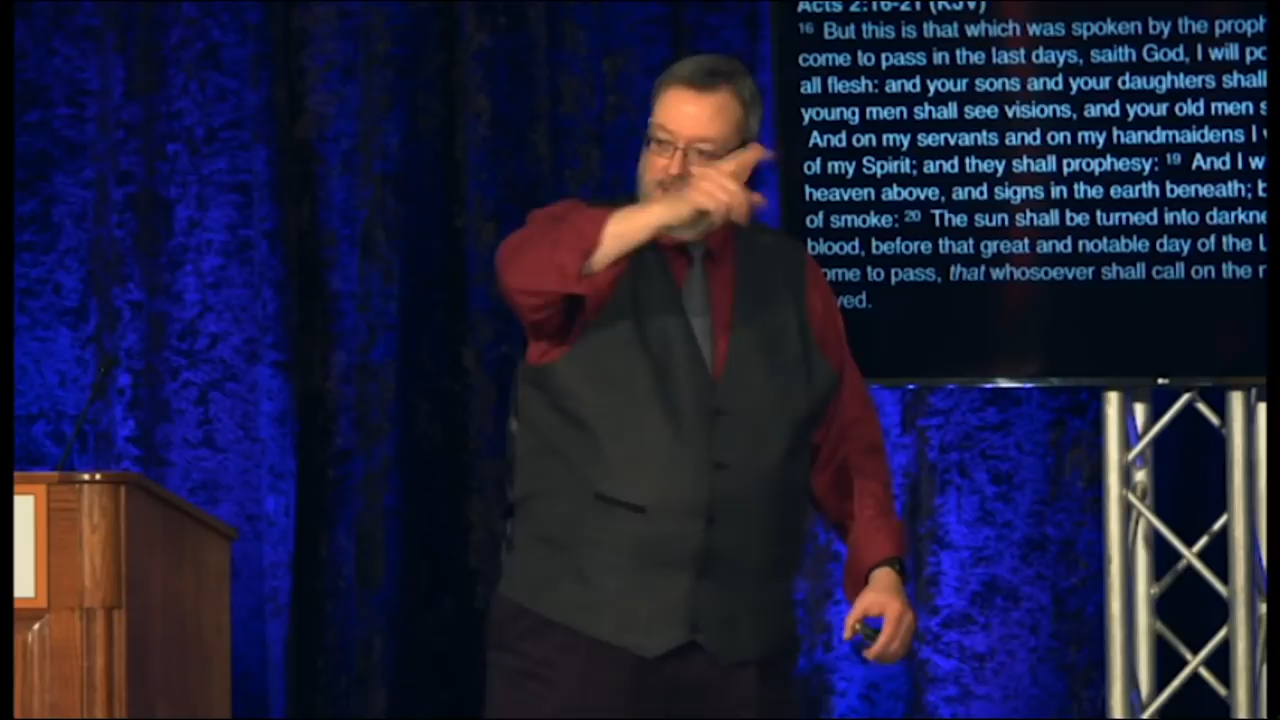 Acts 2:16-21 (KJV)
16 But this is that which was spoken by the proph
come to pass in the last days, saith God, I will po
all flesh: and your sons and your daughters shall
young men shall see visions, and your old men s
And on my servants and on my handmaidens I
of my Spirit; and they shall prophesy: 19 And I w
heaven above, and signs in the earth beneath; b
of smoke: 20 The sun shall be turned into darkne
blood, before that great and notable day of the L
ome to pass, that whosoever shall call on the n
ved.